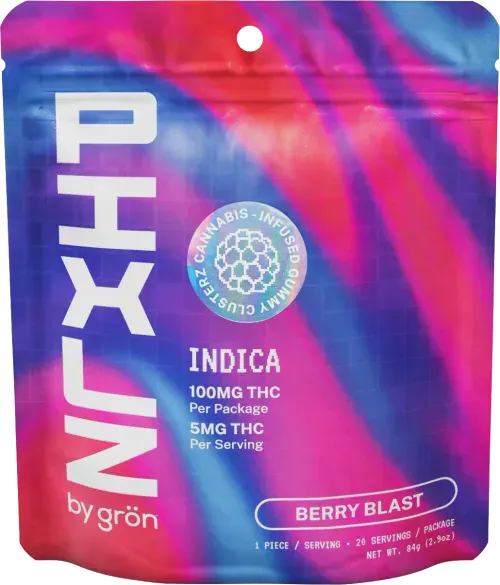 PIXLZ
by grön
CANNABIS - INFUSED GUMMY CLUSTERZ
INDICA
100MG THC
Per Package
5MG THC
Per Serving
BERRY BLAST
1 PIECE / SERVING • 20 SERVINGS / PACKAGE
NET WT. 84g (2.9oz)